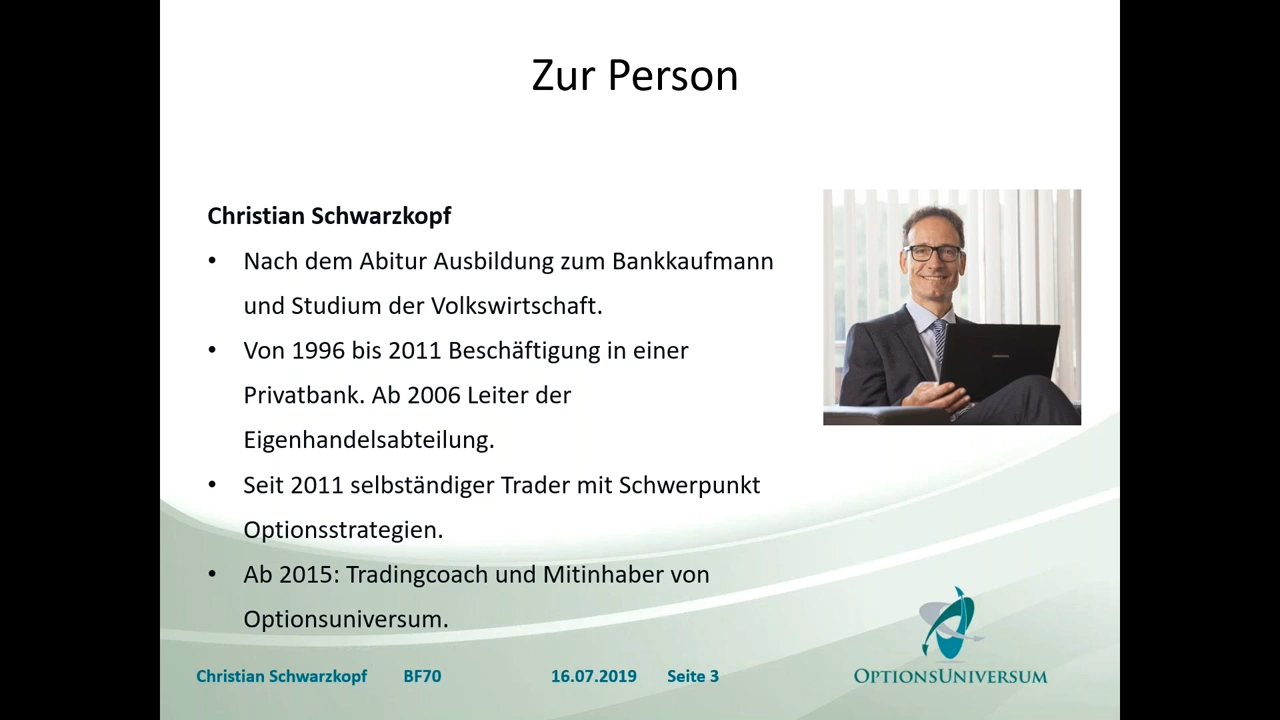 Zur Person
Christian Schwarzkopf
• Nach dem Abitur Ausbildung zum Bankkaufmann
und Studium der Volkswirtschaft.
• Von 1996 bis 2011 Beschäftigung in einer
Privatbank. Ab 2006 Leiter der
Eigenhandelsabteilung.
• Seit 2011 selbständiger Trader mit Schwerpunkt
Optionsstrategien.
• Ab 2015: Tradingcoach und Mitinhaber von
Optionsuniversum.
Christian Schwarzkopf BF70 16.07.2019 Seite 3
OPTIONSUNIVERSUM